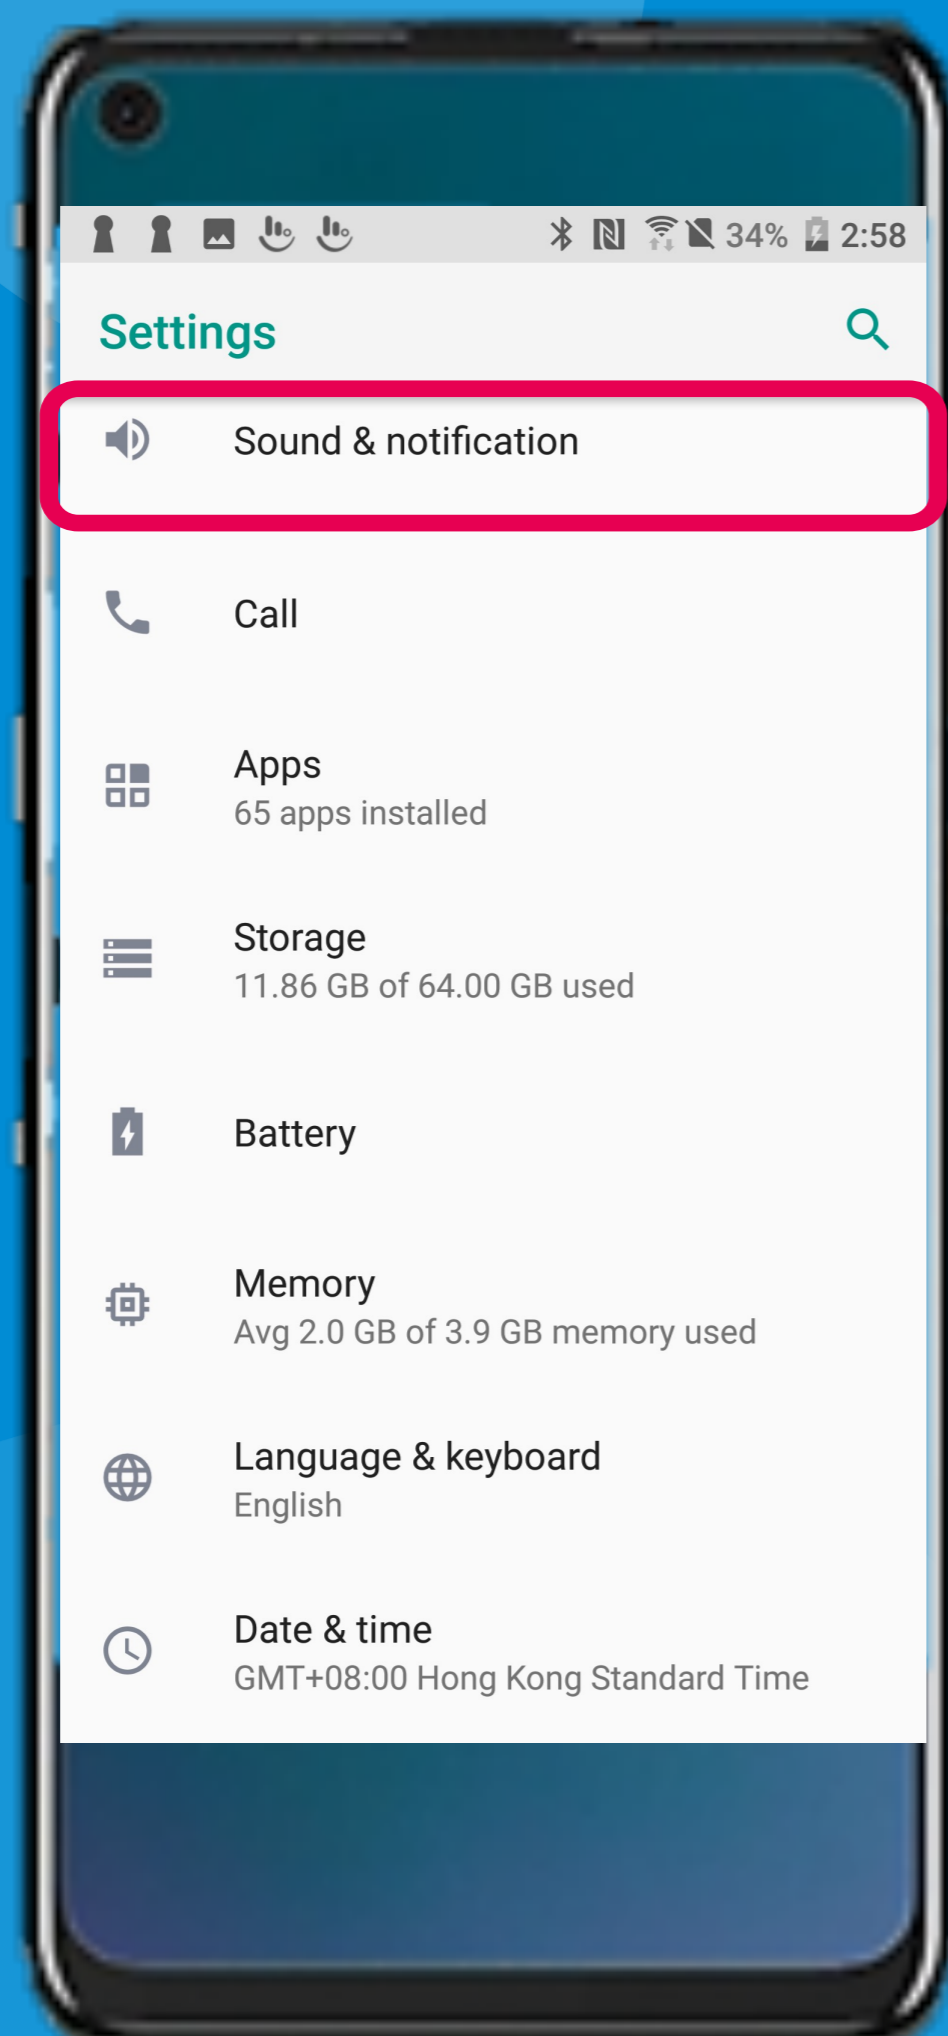 34% 2:58
Settings
Sound & notification
Call
Apps
65 apps installed
Storage
11.86 GB of 64.00 GB used
Battery
Memory
Avg 2.0 GB of 3.9 GB memory used
Language & keyboard
English
Date & time
GMT+08:00 Hong Kong Standard Time